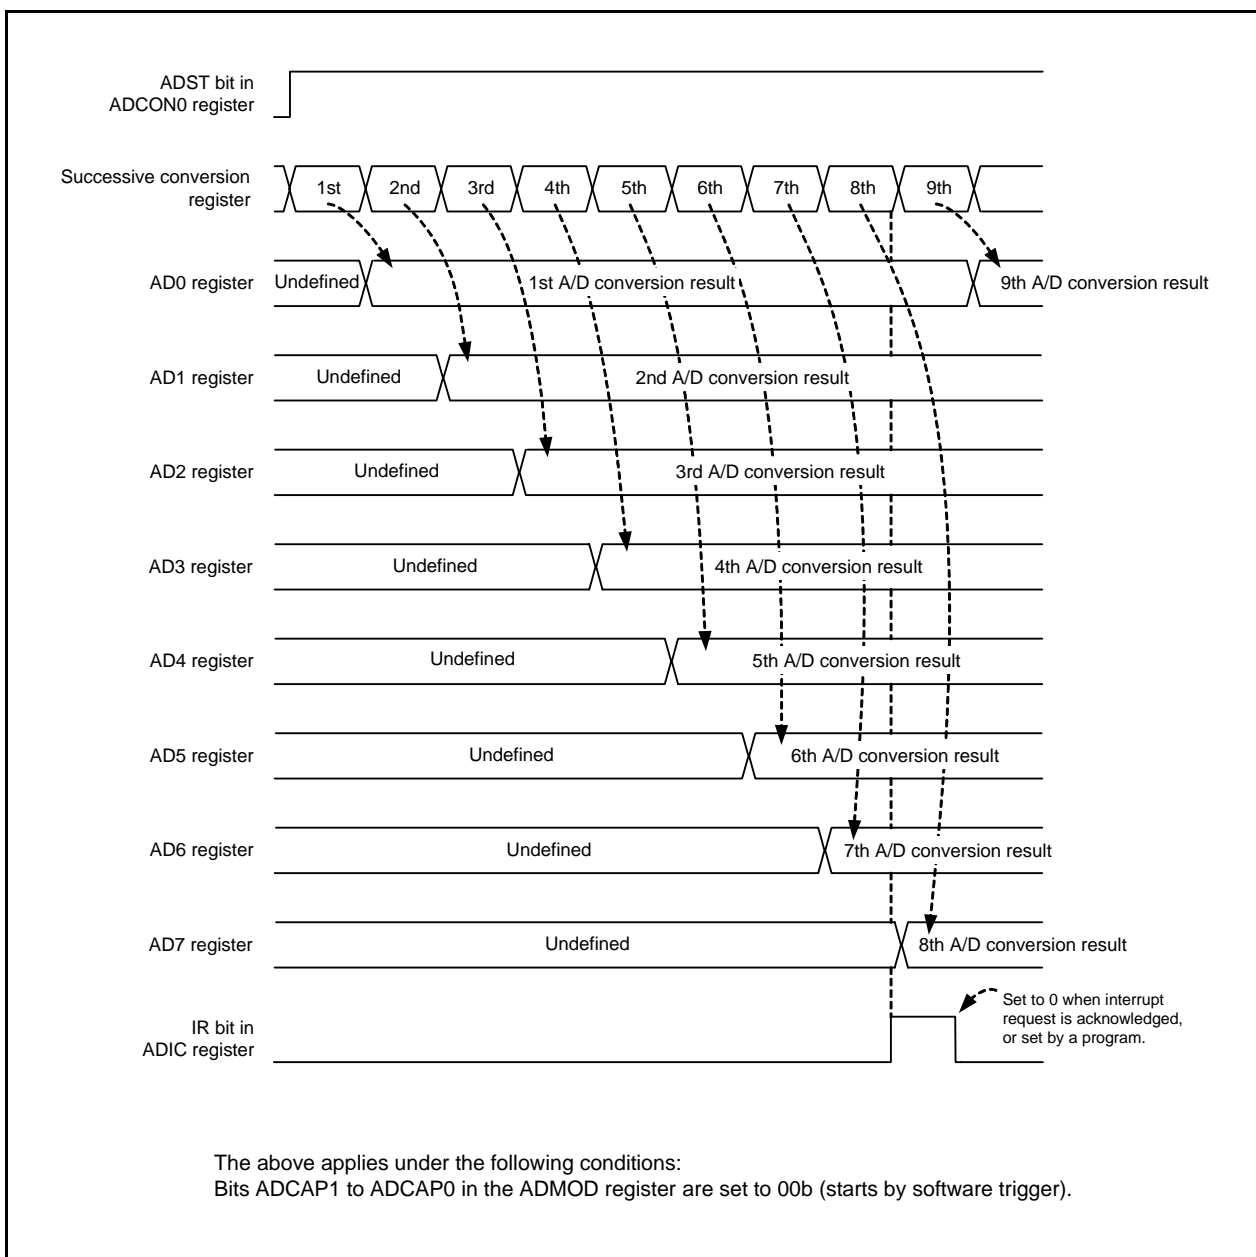 ADST bit in
ADCON0 register
Successive conversion
register
1st 2nd 3rd 4th 5th 6th 7th 8th 9th
AD0 register
Undefined
1st A/D conversion result
9th A/D conversion result
AD1 register
Undefined
2nd A/D conversion result
AD2 register
Undefined
3rd A/D conversion result
AD3 register
Undefined
4th A/D conversion result
AD4 register
Undefined
5th A/D conversion result
AD5 register
Undefined
6th A/D conversion result
AD6 register
Undefined
7th A/D conversion result
AD7 register
Undefined
8th A/D conversion result
IR bit in
ADIC register
Set to 0 when interrupt
request is acknowledged,
or set by a program.
The above applies under the following conditions:
Bits ADCAP1 to ADCAP0 in the ADMOD register are set to 00b (starts by software trigger).